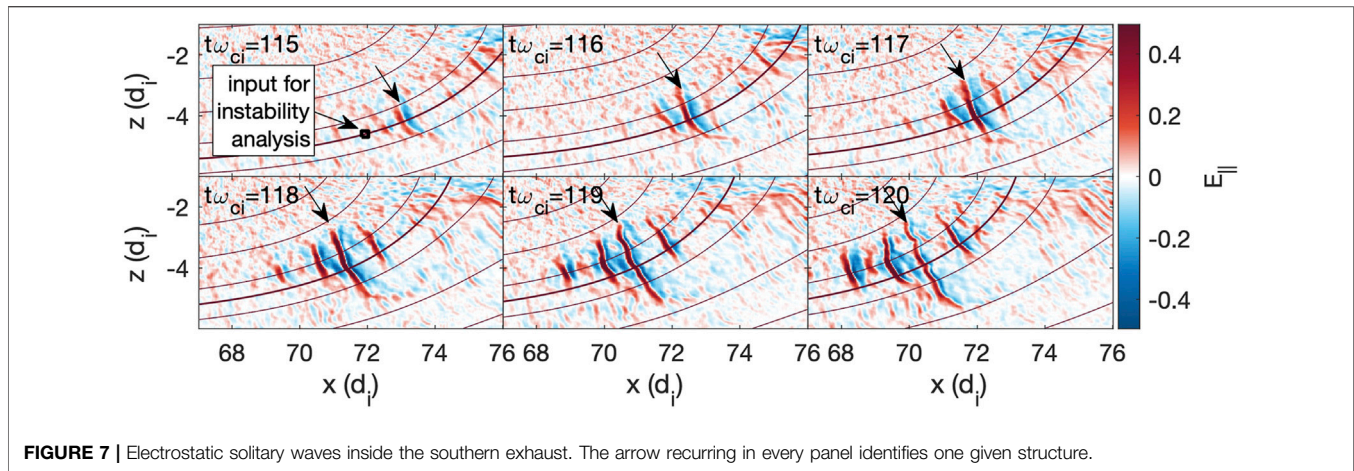 tω_ci=115
tω_ci=116
tω_ci=117
input for
instability
analysis
-2
-4
z (d_i)
tω_ci=118
tω_ci=119
tω_ci=120
-2
-4
z (d_i)
68 70 72 74 76 68 70 72 74 76 68 70 72 74 76
x (d_i) x (d_i) x (d_i)
0.4
0.2
0
-0.2
-0.4
E_||
FIGURE 7 | Electrostatic solitary waves inside the southern exhaust. The arrow recurring in every panel identifies one given structure.